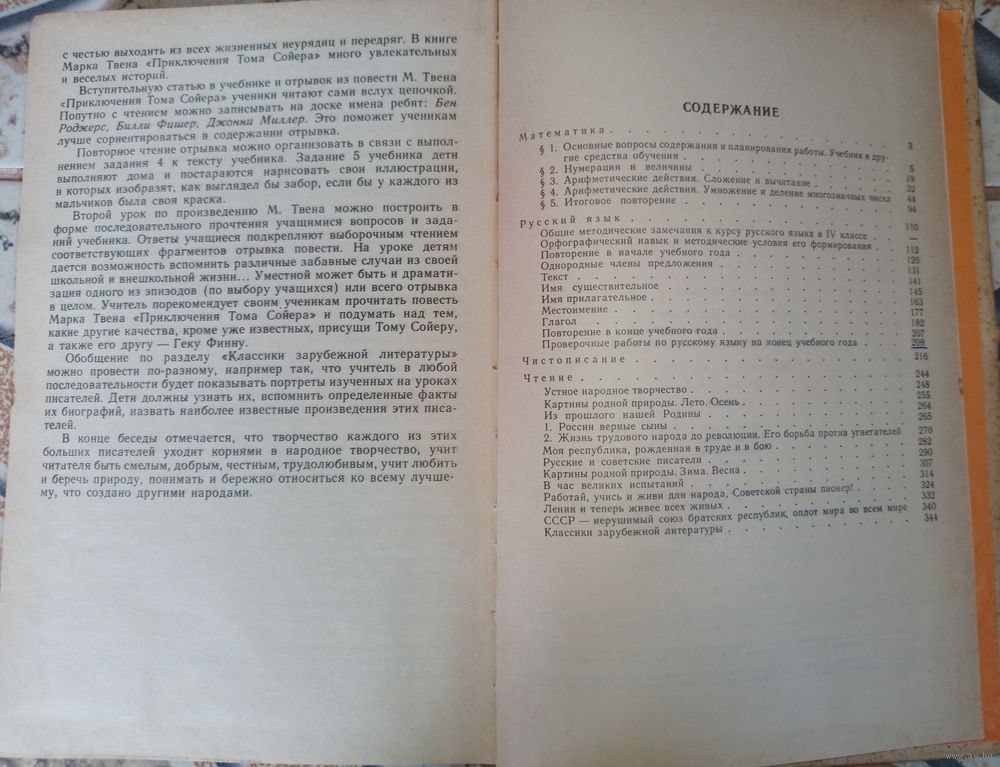 с честью выходить из всех жизненных неурядиц и передряг. В книге
Марка Твена «Приключения Тома Сойера» много увлекательных
и веселых историй.
Вступительную статью в учебнике и отрывок из повести М. Твена
«Приключения Тома Сойера» ученики читают сами вслух цепочкой.
Попутно с чтением можно записывать на доске имена ребят: Бен
Роджерс, Билли Фишер, Джонни Миллер. Это поможет ученикам
лучше сориентироваться в содержании отрывка.
Повторное чтение отрывка можно организовать в связи с выпол-
нением задания 4 к тексту учебника. Задание 5 учебника дети
выполняют дома и постараются нарисовать свои иллюстрации,
в которых изобразят, как выглядел бы забор, если бы у каждого из
мальчиков была своя краска.
Второй урок по произведению М. Твена можно построить в
форме последовательного прочтения учащимися вопросов и зада-
ний учебника. Ответы учащиеся подкрепляют выборочным чтением
соответствующих фрагментов отрывка повести. На уроке детям
дается возможность вспомнить различные забавные случаи из своей
школьной и внешкольной жизни... Уместной может быть и драмати-
зация одного из эпизодов (по выбору учащихся) или всего отрывка
в целом. Учитель порекомендует своим ученикам прочитать повесть
Марка Твена «Приключения Тома Сойера» и подумать над тем,
какие другие качества, кроме уже известных, присущи Тому Сойеру,
а также его другу — Геку Финну.
Обобщение по разделу «Классики зарубежной литературы»
можно провести по-разному, например так, что учитель в любой
последовательности будет показывать портреты изученных на уроках
писателей. Дети должны узнать их, вспомнить определенные факты
их биографий, назвать наиболее известные произведения этих писа-
телей.
В конце беседы отмечается, что творчество каждого из этих
больших писателей уходит корнями в народное творчество, учит
читателя быть смелым, добрым, честным, трудолюбивым, учит любить
и беречь природу, понимать и бережно относиться ко всему лучше-
му, что создано другими народами.
СОДЕРЖАНИЕ
Математика . . . . . . . . . . 3
§ 1. Основные вопросы содержания и планирования работы. Учебник и дру-
гие средства обучения . . . . . . . . . —
§ 2. Нумерация и величины . . . . . . . . 5
§ 3. Арифметические действия. Сложение и вычитание . . . . 19
§ 4. Арифметические действия. Умножение и деление многозначных чисел 32
§ 5. Итоговое повторение . . . . . . . . 44
94
Русский язык . . . . . . . . . . 110
Общие методические замечания к курсу русского языка в IV классе . . —
Орфографический навык и методические условия его формирования . . 112
Повторение в начале учебного года . . . . . . . 120
Однородные члены предложения . . . . . . . 131
Текст . . . . . . . . . . . 141
Имя существительное . . . . . . . . . 145
Имя прилагательное . . . . . . . . . 163
Местоимение . . . . . . . . . . 177
Глагол . . . . . . . . . . . 182
Повторение в конце учебного года . . . . . . . 207
Проверочные работы по русскому языку на конец учебного года . . 208
Чистописание . . . . . . . . . . 216
Чтение . . . . . . . . . . . 244
Устное народное творчество . . . . . . . . 248
Картины родной природы. Лето. Осень . . . . . . 255
Из прошлого нашей Родины . . . . . . . . 264
1. России верные сыны . . . . . . . . 265
2. Жизнь трудового народа до революции. Его борьба против угнетателей 270
Моя республика, рожденная в труде и в бою . . . . . 282
Русские и советские писатели . . . . . . . 290
Картины родной природы. Зима. Весна . . . . . . 307
В час великих испытаний . . . . . . . . 314
Работай, учись и живи для народа, Советской страны пионер! . . 324
Ленин и теперь живее всех живых . . . . . . 332
СССР — нерушимый союз братских республик, оплот мира во всем мире 340
Классики зарубежной литературы . . . . . . . 344